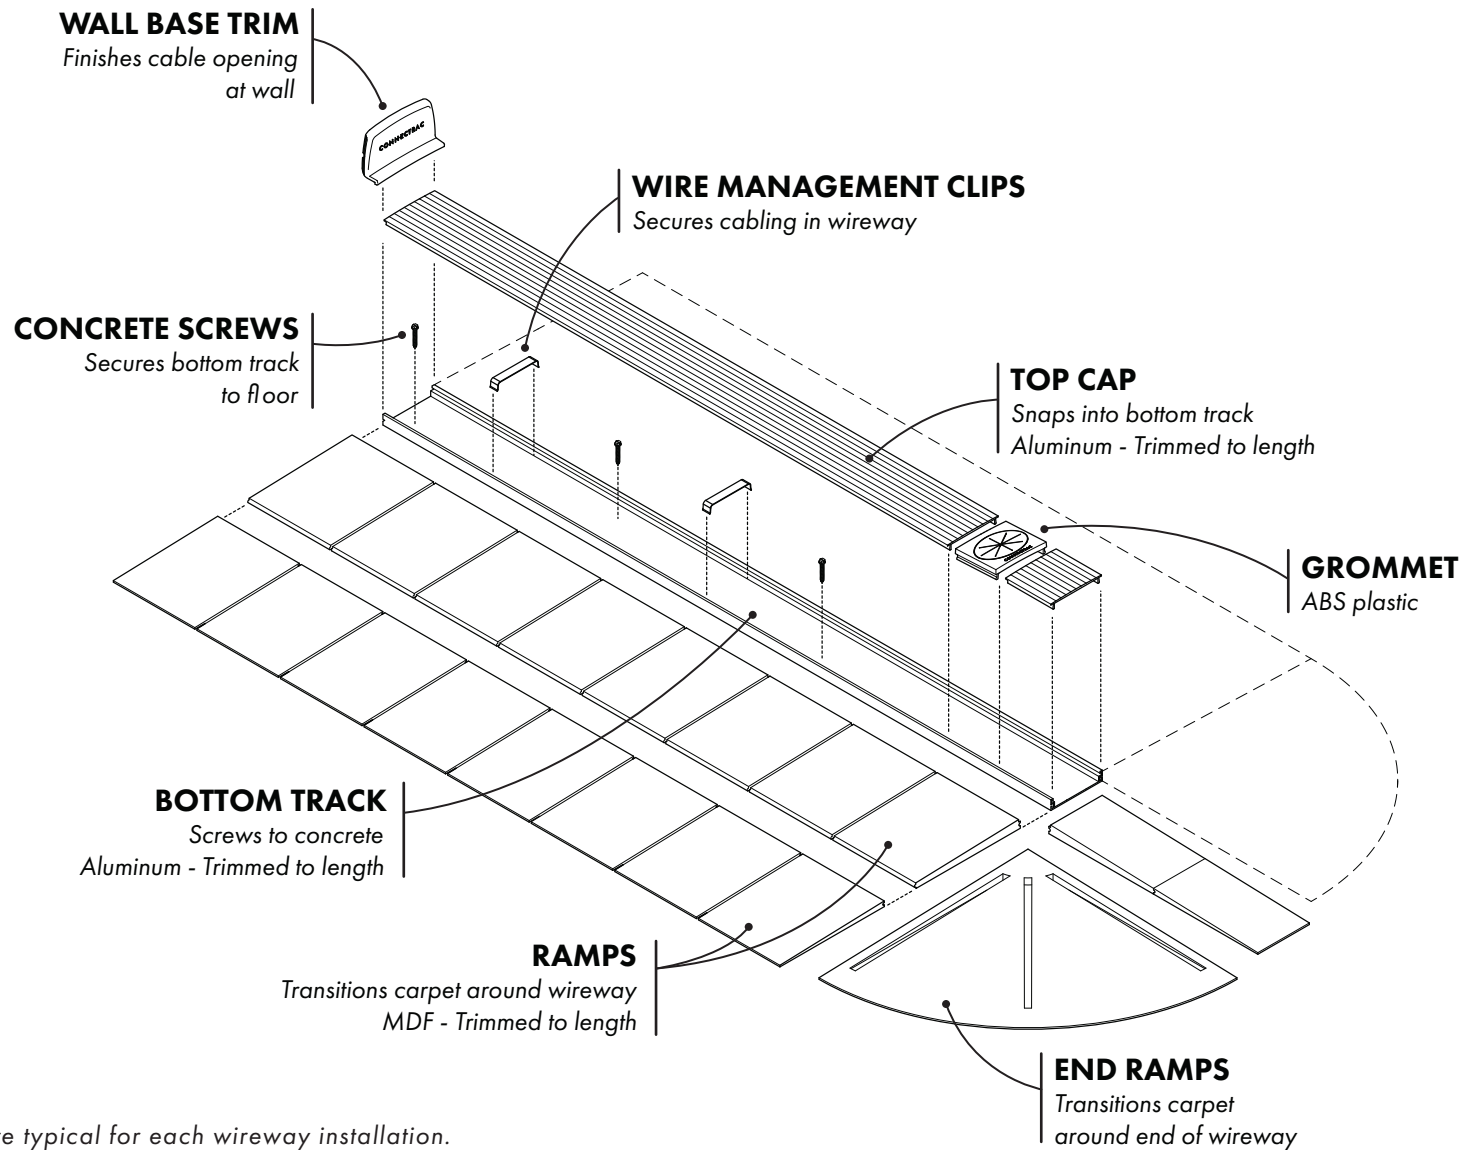 WALL BASE TRIM
Finishes cable opening
at wall
CONNECTRAC
WIRE MANAGEMENT CLIPS
Secures cabling in wireway
CONCRETE SCREWS
Secures bottom track
to floor
TOP CAP
Snaps into bottom track
Aluminum - Trimmed to length
GROMMET
ABS plastic
BOTTOM TRACK
Screws to concrete
Aluminum - Trimmed to length
RAMPS
Transitions carpet around wireway
MDF - Trimmed to length
END RAMPS
Transitions carpet
around end of wireway
typical for each wireway installation.